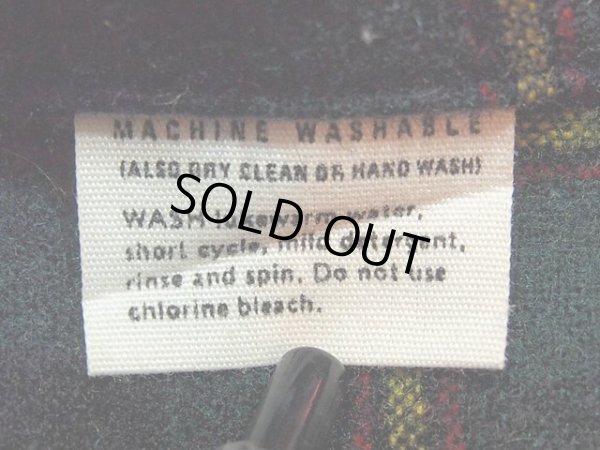 MACHINE WASHABLE
(ALSO DRY CLEAN OR HAND WASH)
WASH lukewarm water,
short cycle, mild detergent,
rinse and spin. Do not use
chlorine bleach.
SOLD OUT